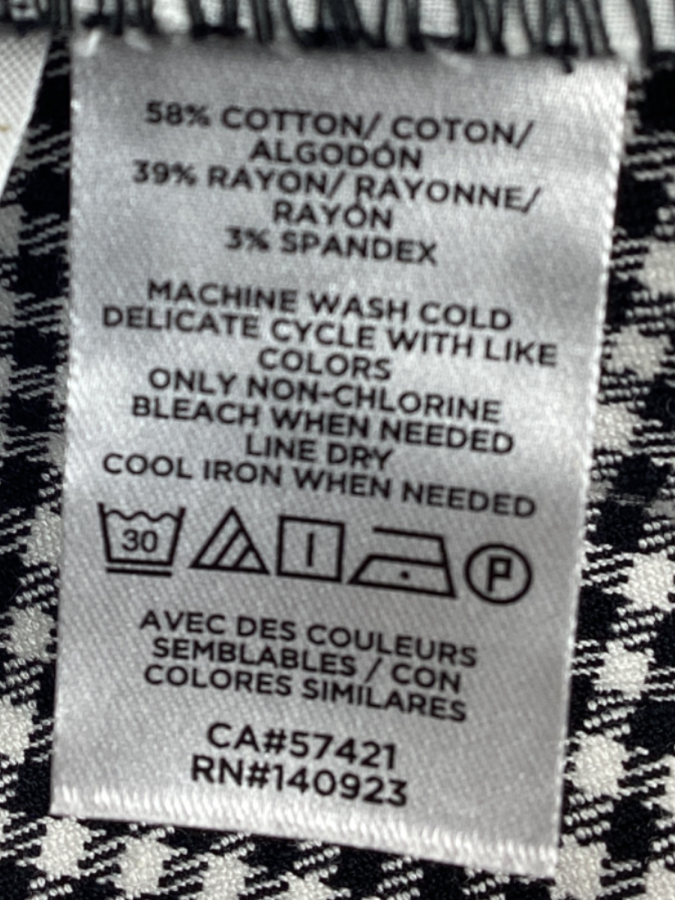 58% COTTON/ COTON/
ALGODÓN
39% RAYON/ RAYONNE/
RAYÓN
3% SPANDEX
MACHINE WASH COLD
DELICATE CYCLE WITH LIKE
COLORS
ONLY NON-CHLORINE
BLEACH WHEN NEEDED
LINE DRY
COOL IRON WHEN NEEDED
30 P
AVEC DES COULEURS
SEMBLABLES / CON
COLORES SIMILARES
CA#57421
RN#140923